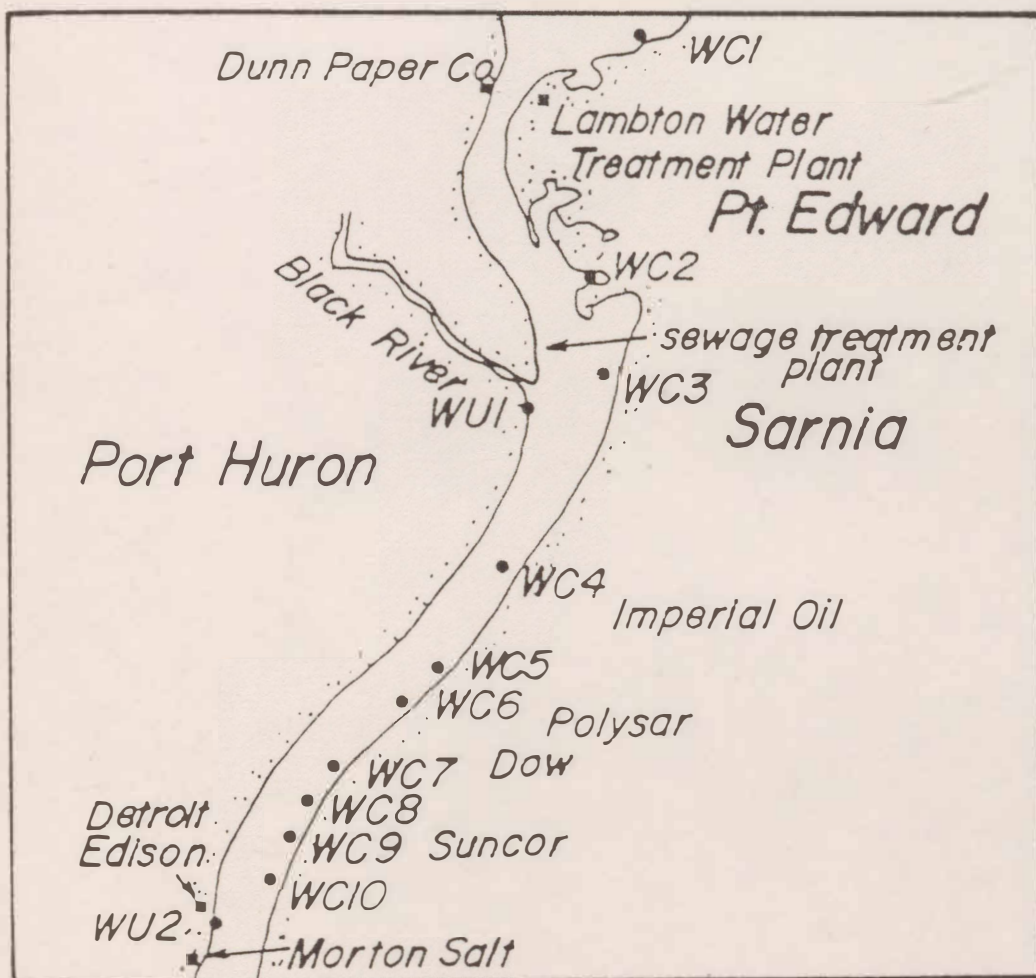 WC1
Dunn Paper Co.
Lambton Water
Treatment Plant
Pt. Edward
WC2
Black River
sewage treatment
plant
WC3
WU1
Sarnia
Port Huron
WC4
Imperial Oil
WC5
WC6
Polysar
WC7 Dow
WC8
Detroit
Edison
WC9 Suncor
WC10
WU2
Morton Salt